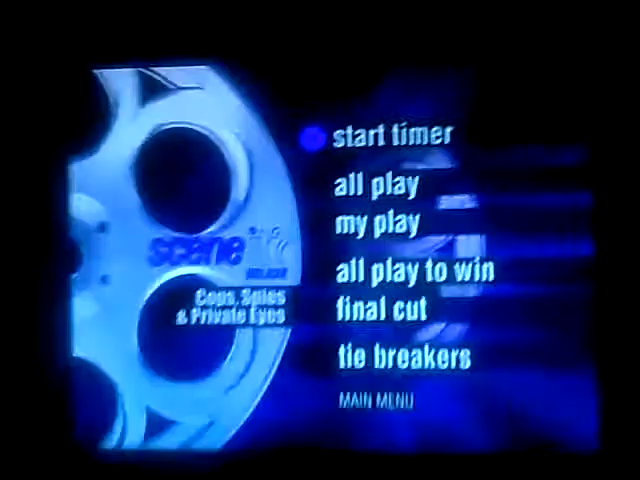 start timer
all play
my play
scene it?
all play to win
Cops, Spies
& Private Eyes
final cut
tie breakers
MAIN MENU